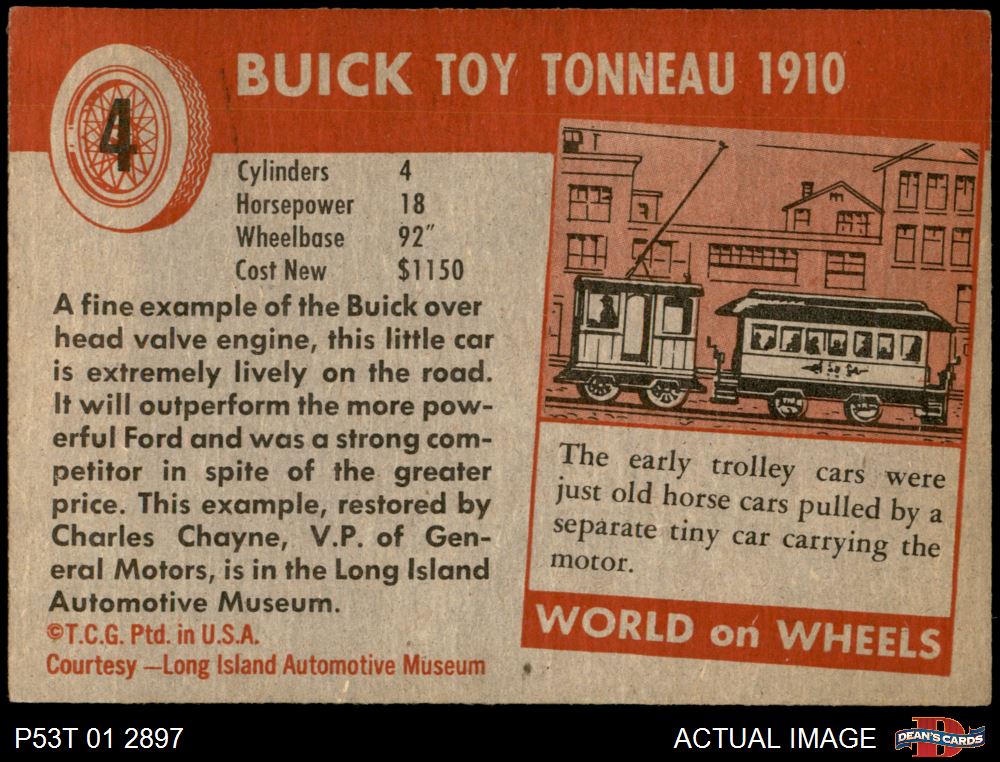 4
BUICK TOY TONNEAU 1910
Cylinders 4
Horsepower 18
Wheelbase 92"
Cost New $1150
A fine example of the Buick over
head valve engine, this little car
is extremely lively on the road.
It will outperform the more pow-
erful Ford and was a strong com-
petitor in spite of the greater
price. This example, restored by
Charles Chayne, V.P. of Gen-
eral Motors, is in the Long Island
Automotive Museum.
©T.C.G. Ptd. in U.S.A.
Courtesy —Long Island Automotive Museum
The early trolley cars were
just old horse cars pulled by a
separate tiny car carrying the
motor.
WORLD on WHEELS
P53T 01 2897
ACTUAL IMAGE
DEAN'S CARDS